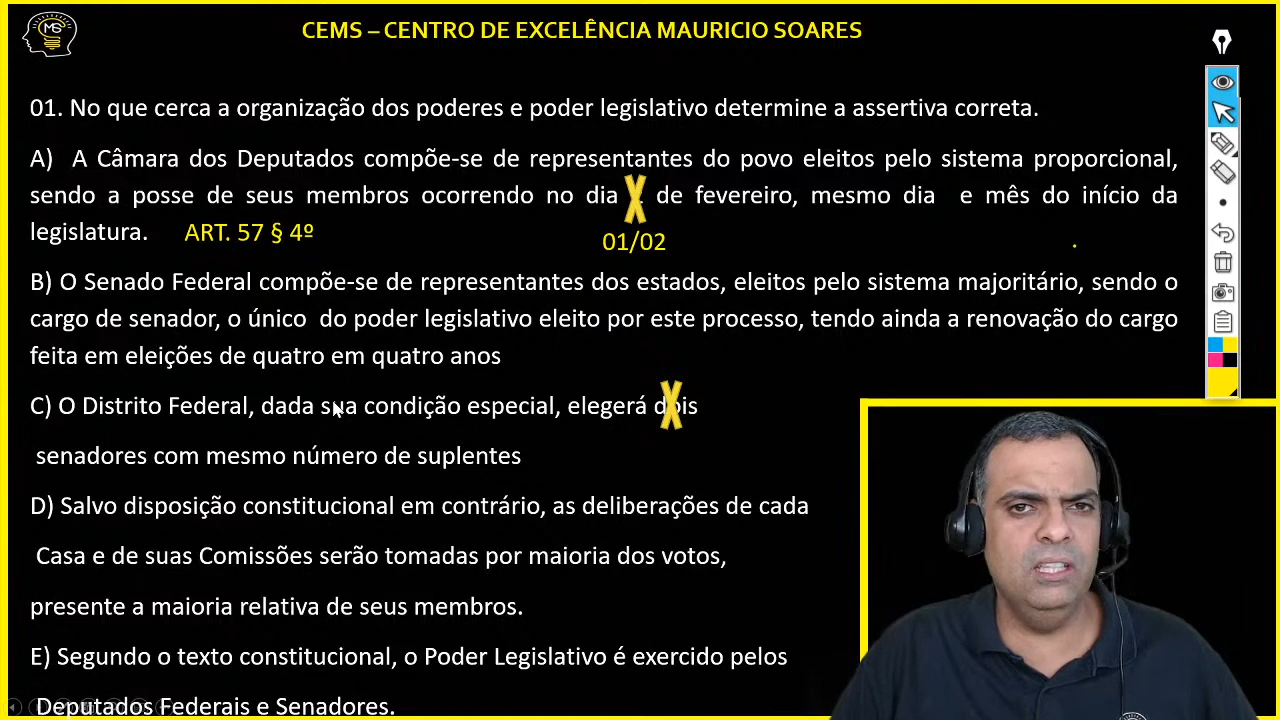 CEMS – CENTRO DE EXCELÊNCIA MAURICIO SOARES
MS
01. No que cerca a organização dos poderes e poder legislativo determine a assertiva correta.
A) A Câmara dos Deputados compõe-se de representantes do povo eleitos pelo sistema proporcional,
sendo a posse de seus membros ocorrendo no dia X de fevereiro, mesmo dia e mês do início da
legislatura. ART. 57 § 4º
01/02
B) O Senado Federal compõe-se de representantes dos estados, eleitos pelo sistema majoritário, sendo o
cargo de senador, o único do poder legislativo eleito por este processo, tendo ainda a renovação do cargo
feita em eleições de quatro em quatro anos
C) O Distrito Federal, dada sua condição especial, elegerá dois
senadores com mesmo número de suplentes
D) Salvo disposição constitucional em contrário, as deliberações de cada
Casa e de suas Comissões serão tomadas por maioria dos votos,
presente a maioria relativa de seus membros.
E) Segundo o texto constitucional, o Poder Legislativo é exercido pelos
Deputados Federais e Senadores.